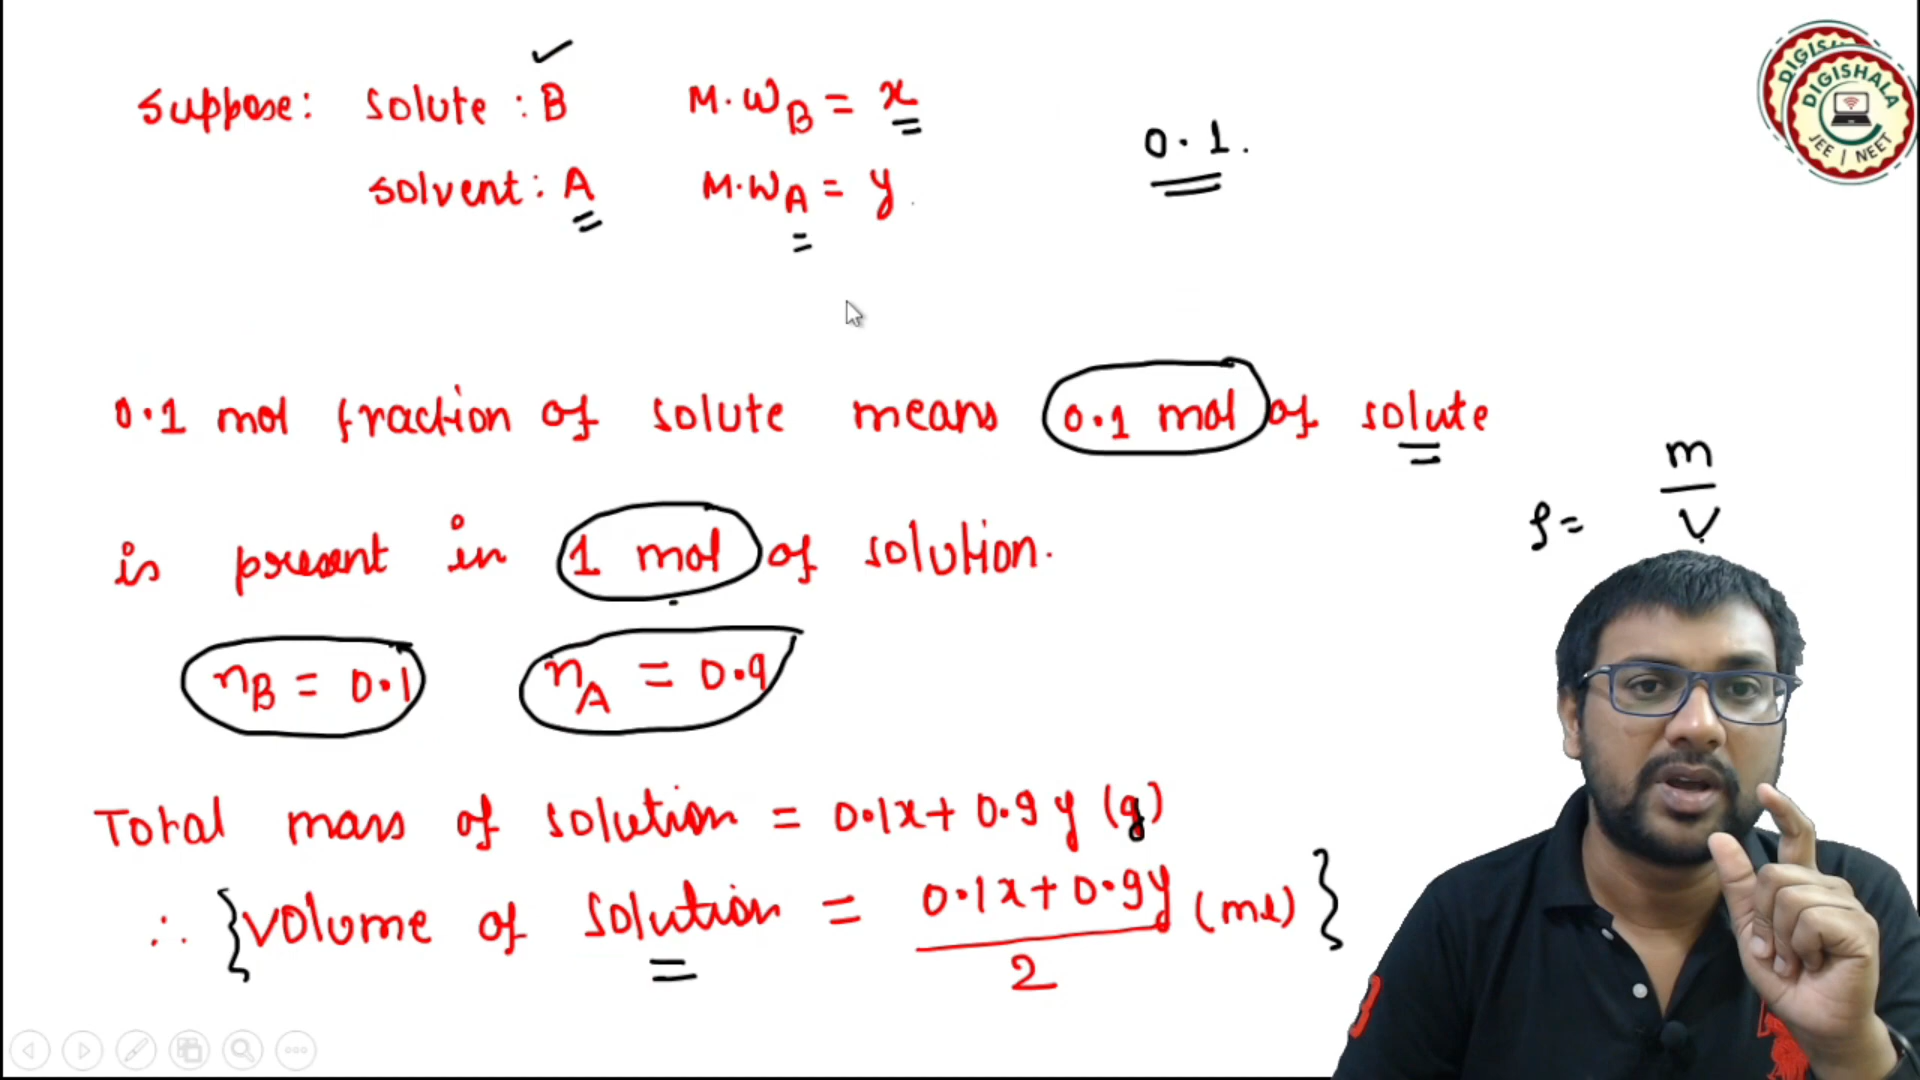 Suppose: Solute : B M.W_B = x
Solvent : A M.W_A = y
0.1.
DIGISHALA
JEE | NEET
0.1 mol fraction of solute means 0.1 mol of solute
is present in 1 mol of solution.
ρ = m/V
n_B = 0.1 n_A = 0.9
Total mass of solution = 0.1x + 0.9y (g)
∴ {volume of solution = 0.1x + 0.9y / 2 (ml)}